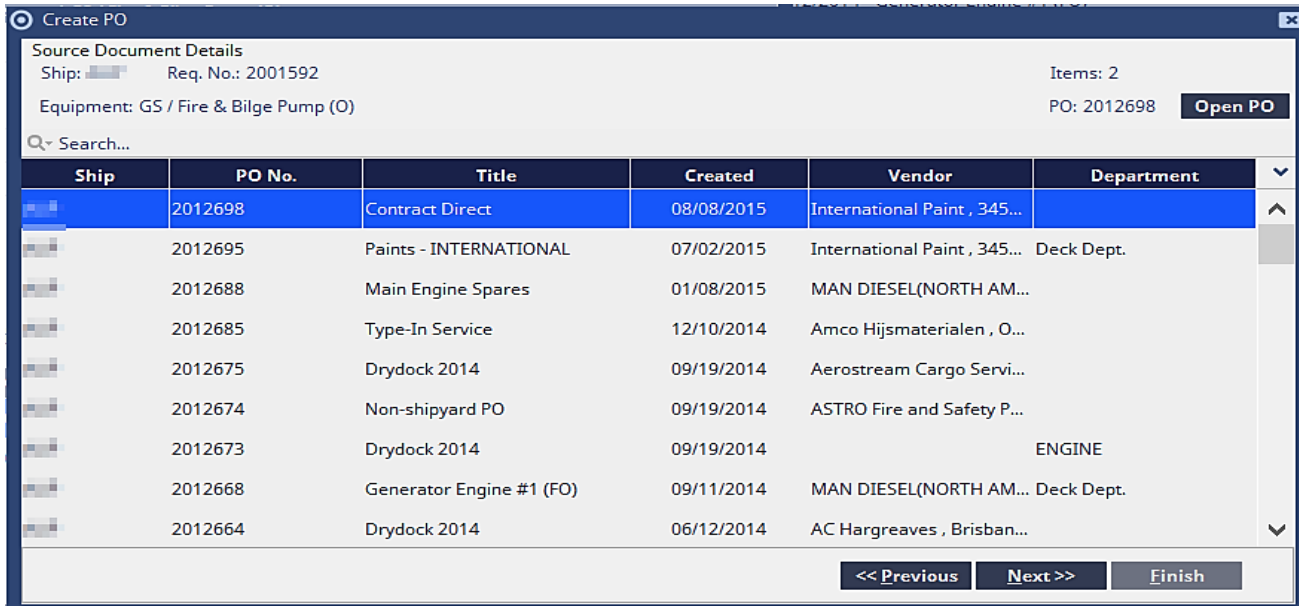 Create PO
Source Document Details
Ship: Req. No.: 2001592 Items: 2
Equipment: GS / Fire & Bilge Pump (O) PO: 2012698 Open PO
Search...
Ship PO No. Title Created Vendor Department
2012698 Contract Direct 08/08/2015 International Paint , 345...
2012695 Paints - INTERNATIONAL 07/02/2015 International Paint , 345... Deck Dept.
2012688 Main Engine Spares 01/08/2015 MAN DIESEL(NORTH AM...
2012685 Type-In Service 12/10/2014 Amco Hijsmaterialen , O...
2012675 Drydock 2014 09/19/2014 Aerostream Cargo Servi...
2012674 Non-shipyard PO 09/19/2014 ASTRO Fire and Safety P...
2012673 Drydock 2014 09/19/2014 ENGINE
2012668 Generator Engine #1 (FO) 09/11/2014 MAN DIESEL(NORTH AM... Deck Dept.
2012664 Drydock 2014 06/12/2014 AC Hargreaves , Brisban...
<< Previous Next >> Finish